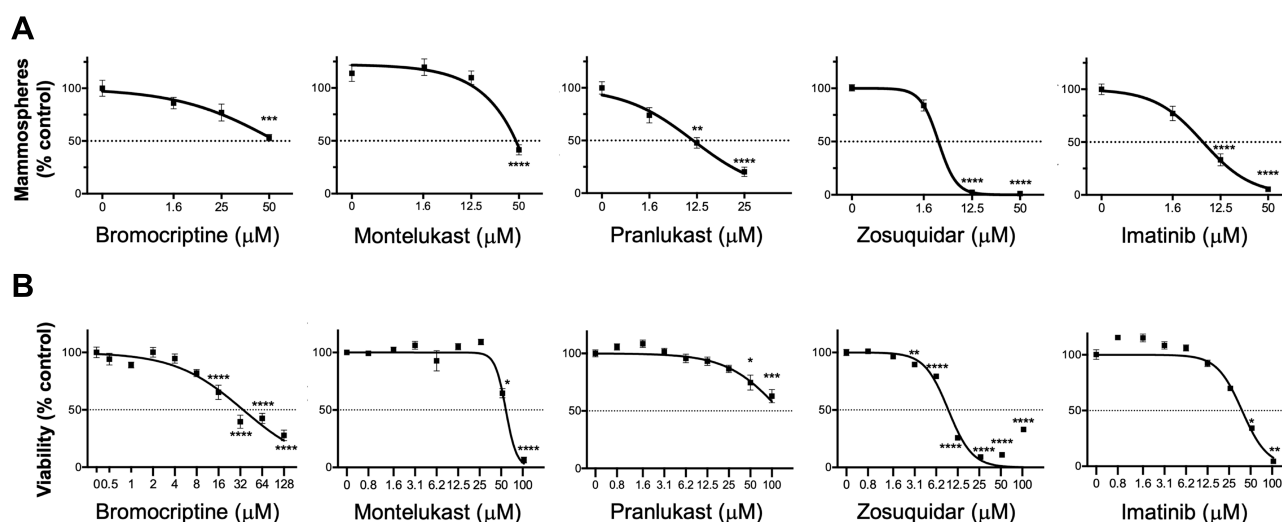 A
Mammospheres
(% control)
100
50
0
***
0 1.6 25 50
Bromocriptine (μM)
100
50
0
****
0 1.6 12.5 50
Montelukast (μM)
100
50
0
**
****
0 1.6 12.5 25
Pranlukast (μM)
100
50
0
****
****
0 1.6 12.5 50
Zosuquidar (μM)
100
50
0
****
****
0 1.6 12.5 50
Imatinib (μM)
B
Viability (% control)
100
50
0
****
****
****
****
0 0.5 1 2 4 8 16 32 64 128
Bromocriptine (μM)
100
50
0
*
****
0 0.8 1.6 3.1 6.2 12.5 25 50 100
Montelukast (μM)
100
50
0
*
***
0 0.8 1.6 3.1 6.2 12.5 25 50 100
Pranlukast (μM)
100
50
0
**
****
****
****
****
****
0 0.8 1.6 3.1 6.2 12.5 25 50 100
Zosuquidar (μM)
100
50
0
*
**
0 0.8 1.6 3.1 6.2 12.5 25 50 100
Imatinib (μM)